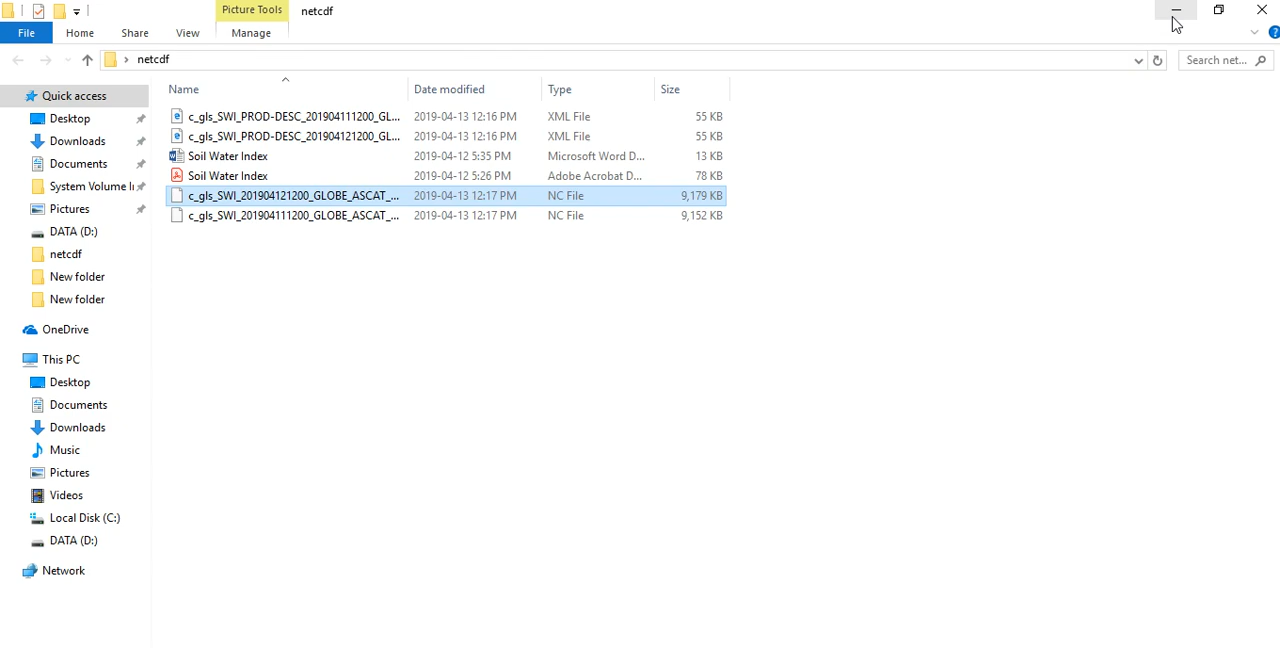 Picture Tools netcdf
File Home Share View Manage
netcdf Search net...
Name Date modified Type Size
Quick access
Desktop
Downloads
Documents
System Volume I
Pictures
DATA (D:)
netcdf
New folder
New folder
OneDrive
This PC
Desktop
Documents
Downloads
Music
Pictures
Videos
Local Disk (C:)
DATA (D:)
Network
c_gls_SWI_PROD-DESC_201904111200_GL... 2019-04-13 12:16 PM XML File 55 KB
c_gls_SWI_PROD-DESC_201904121200_GL... 2019-04-13 12:16 PM XML File 55 KB
Soil Water Index 2019-04-12 5:35 PM Microsoft Word D... 13 KB
Soil Water Index 2019-04-12 5:26 PM Adobe Acrobat D... 78 KB
c_gls_SWI_201904121200_GLOBE_ASCAT_... 2019-04-13 12:17 PM NC File 9,179 KB
c_gls_SWI_201904111200_GLOBE_ASCAT_... 2019-04-13 12:17 PM NC File 9,152 KB